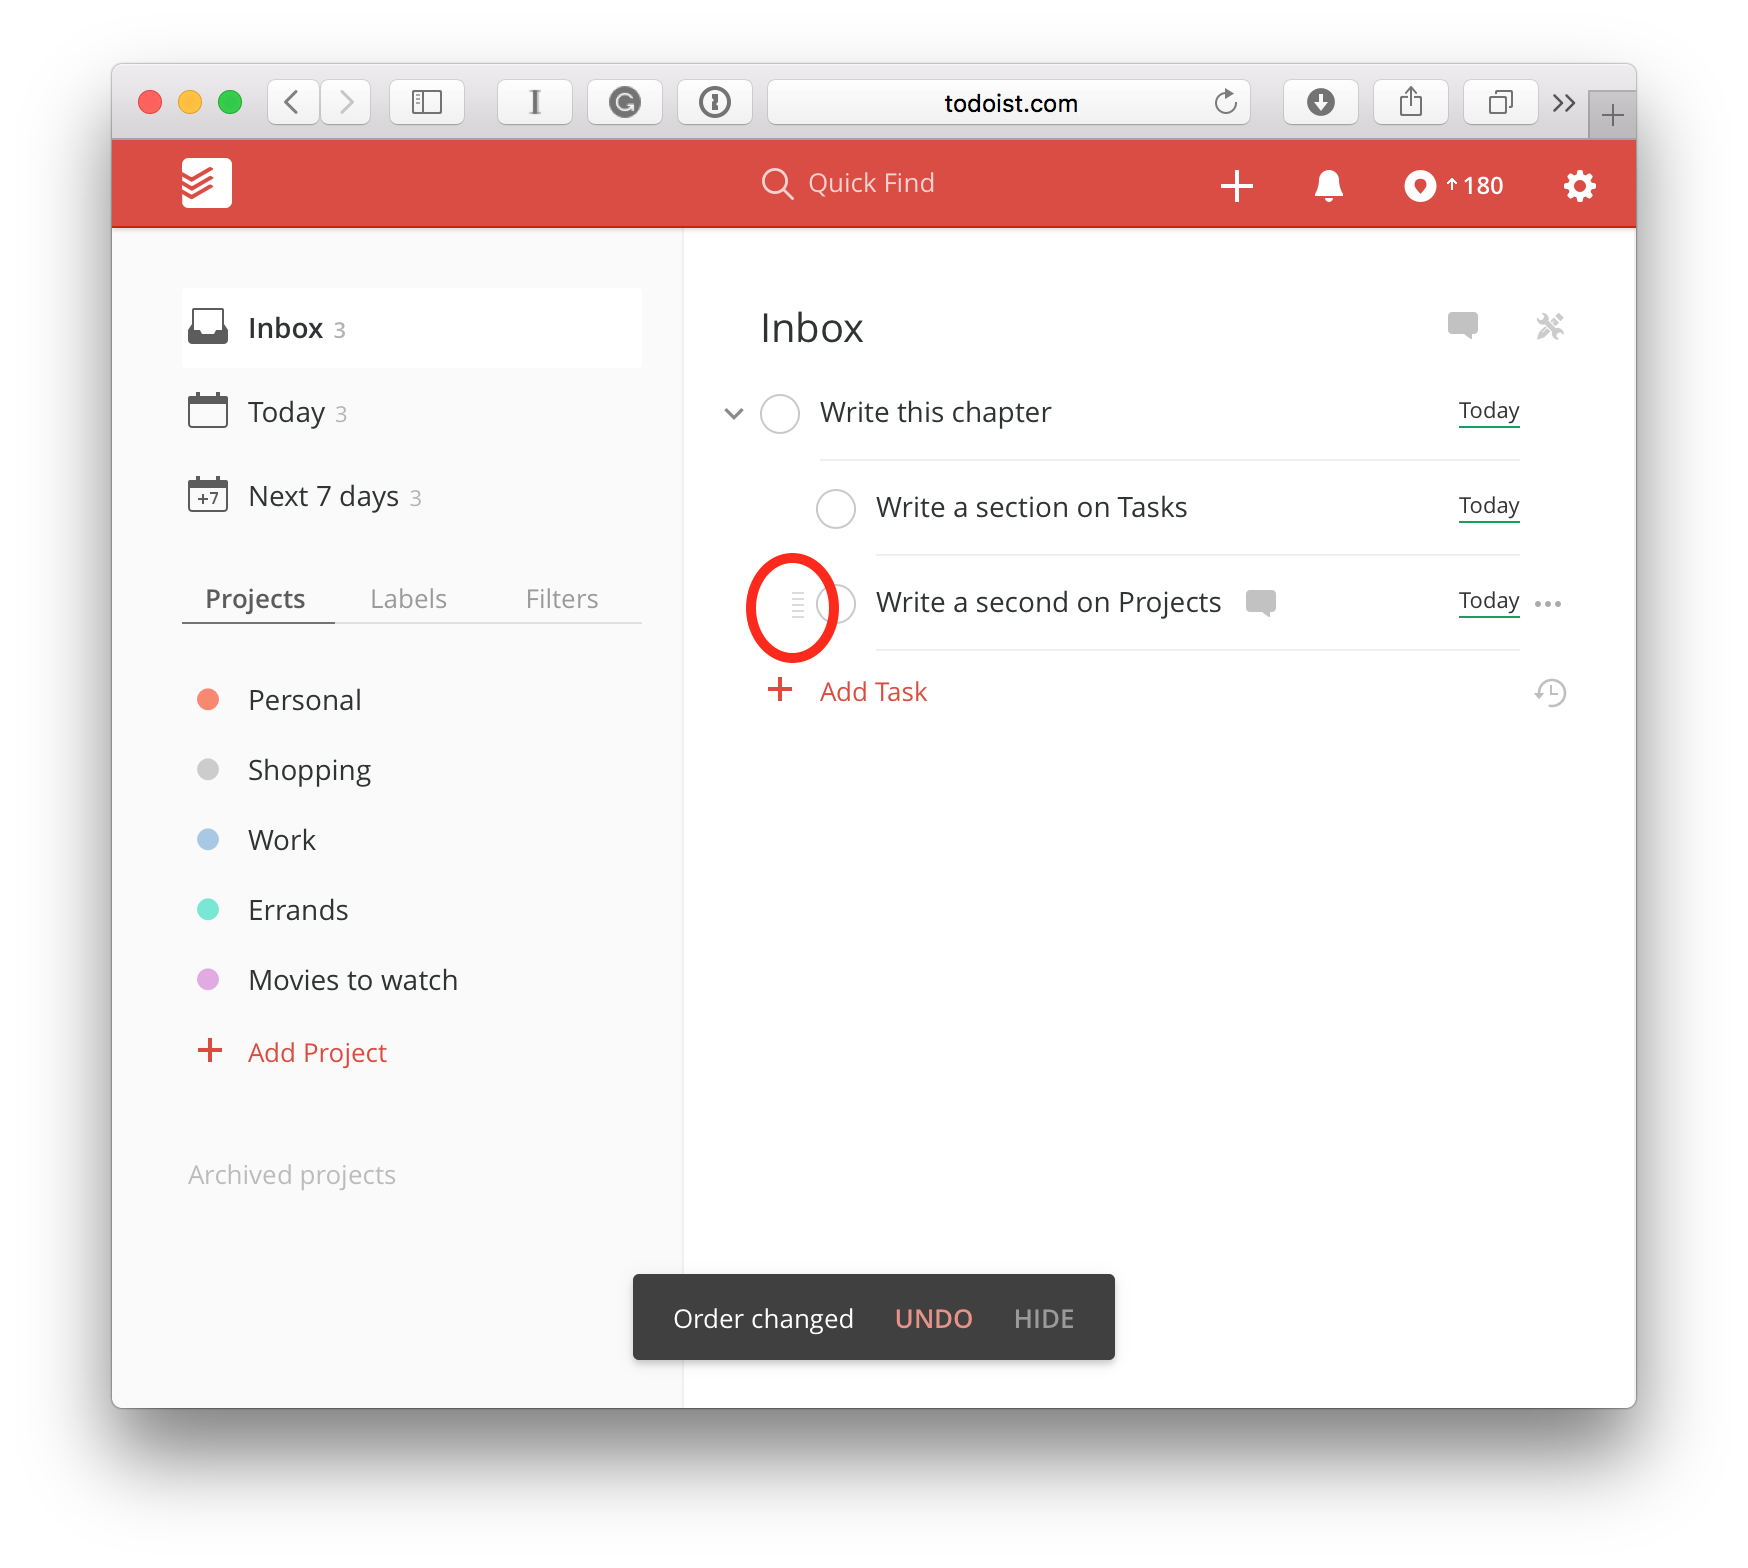 todoist.com
Quick Find
180
Inbox 3
Today 3
+7 Next 7 days 3
Projects Labels Filters
Personal
Shopping
Work
Errands
Movies to watch
Add Project
Archived projects
Inbox
Write this chapter Today
Write a section on Tasks Today
Write a second on Projects Today
Add Task
Order changed UNDO HIDE